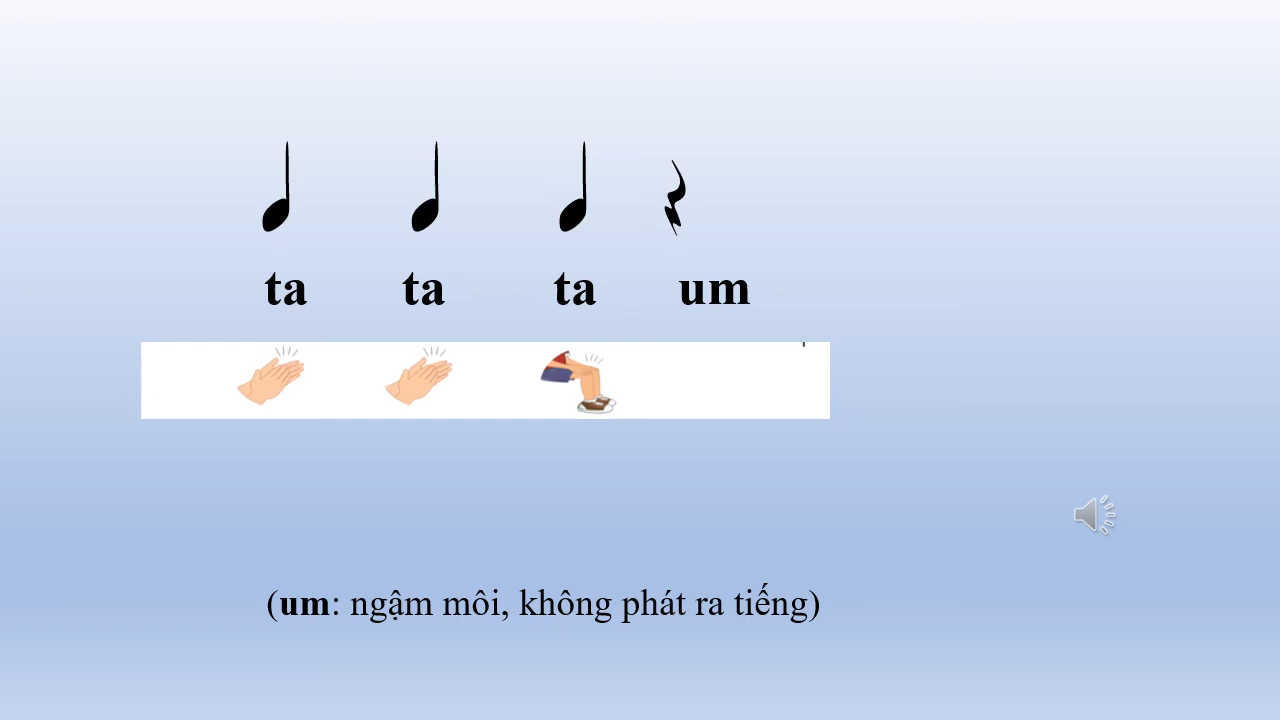 ta ta ta um
(um: ngậm môi, không phát ra tiếng)